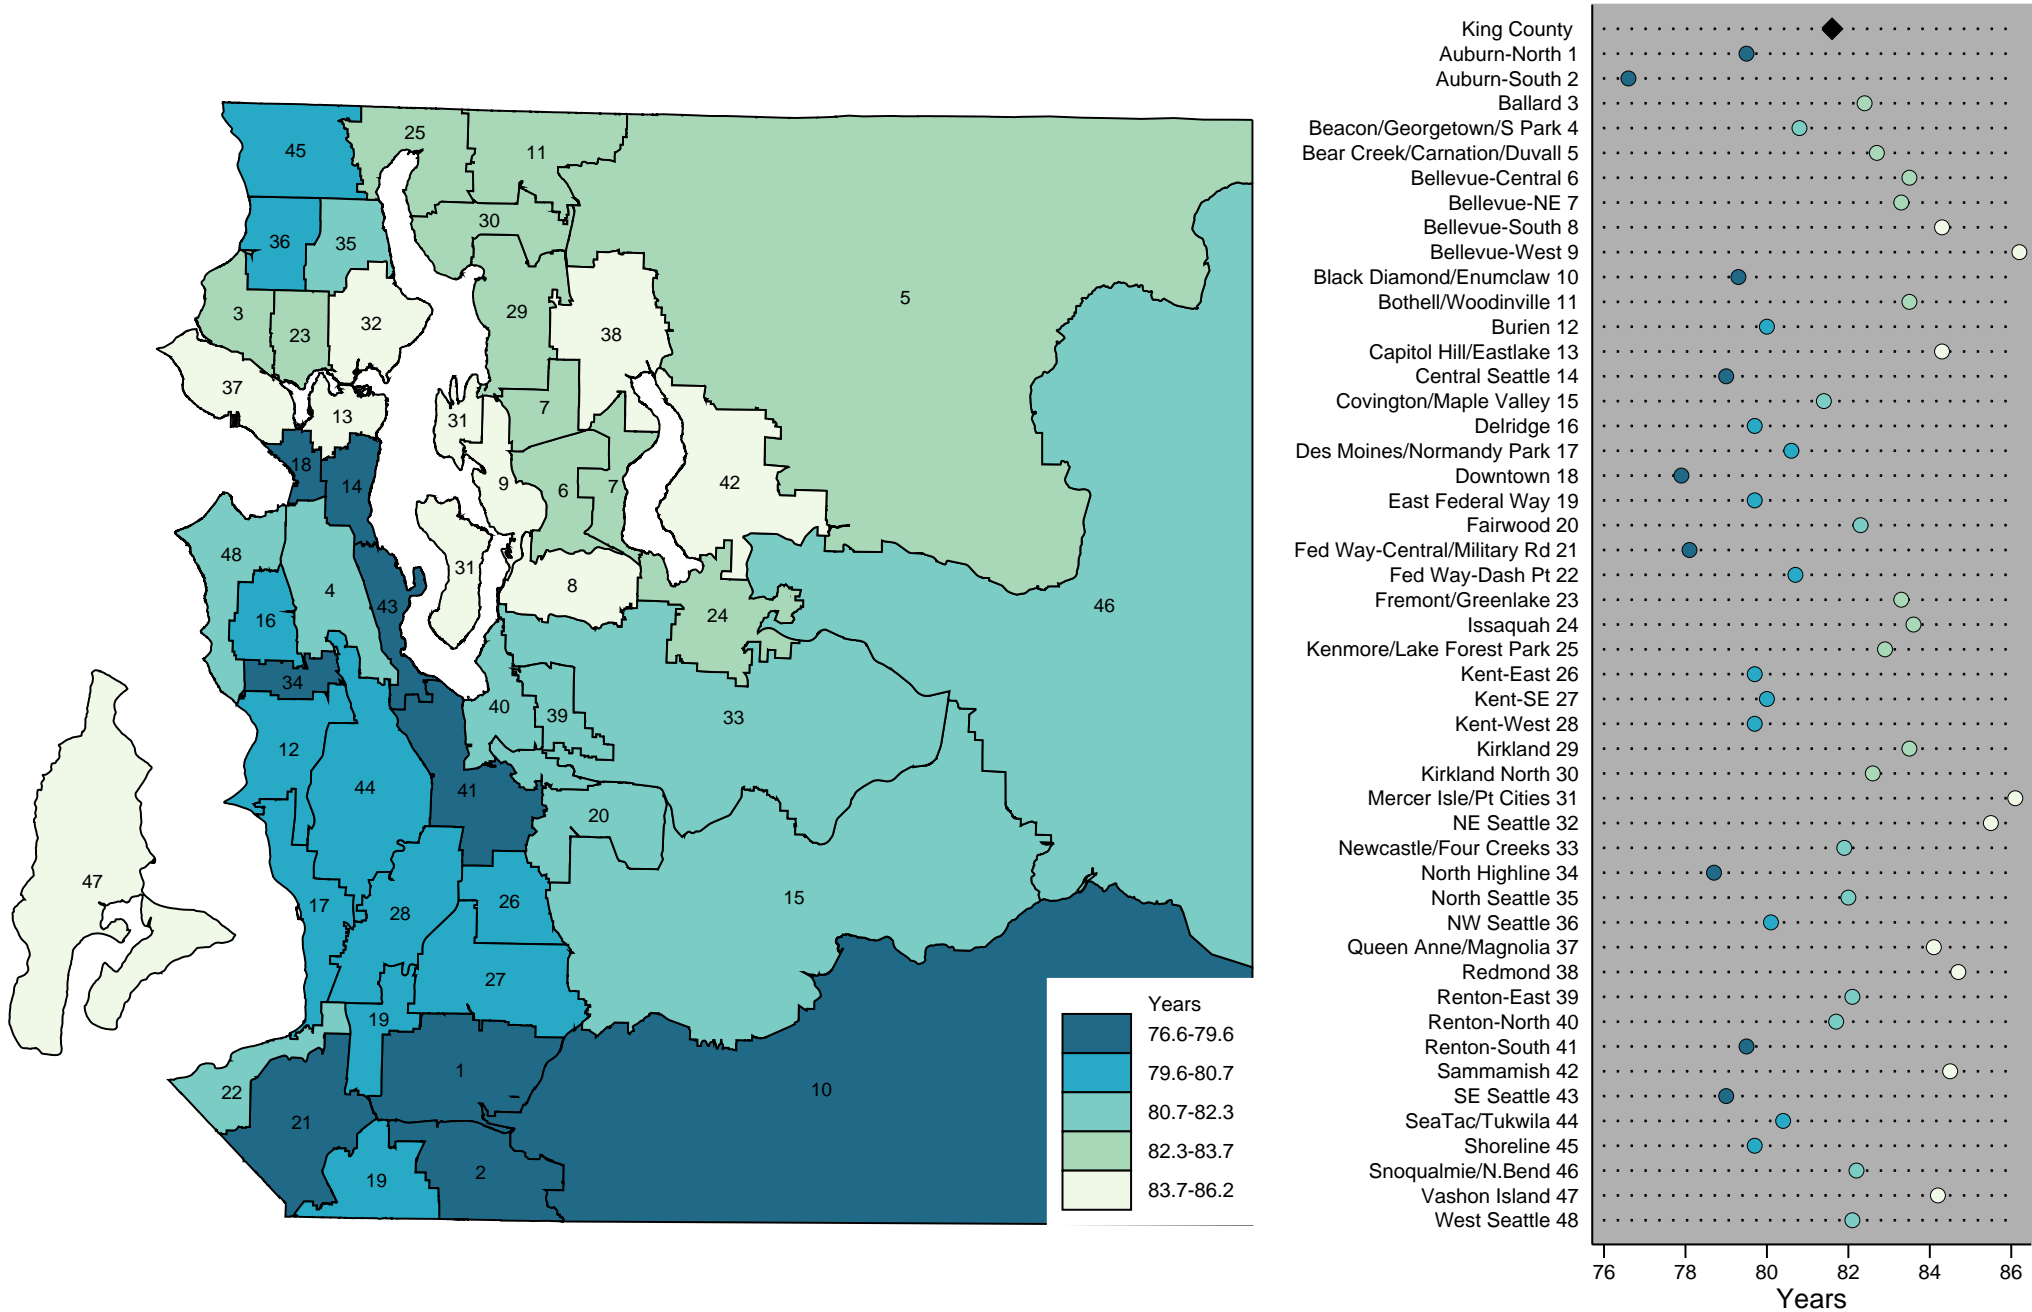 45
25
11
36
35
30
5
3
23
32
29
38
37
13
31
7
18
14
9
6
7
42
48
4
43
31
8
46
16
24
34
40
39
33
12
44
41
20
47
17
28
26
15
27
19
1
10
22
21
19
2
Years
76.6-79.6
79.6-80.7
80.7-82.3
82.3-83.7
83.7-86.2
King County
Auburn-North 1
Auburn-South 2
Ballard 3
Beacon/Georgetown/S Park 4
Bear Creek/Carnation/Duvall 5
Bellevue-Central 6
Bellevue-NE 7
Bellevue-South 8
Bellevue-West 9
Black Diamond/Enumclaw 10
Bothell/Woodinville 11
Burien 12
Capitol Hill/Eastlake 13
Central Seattle 14
Covington/Maple Valley 15
Delridge 16
Des Moines/Normandy Park 17
Downtown 18
East Federal Way 19
Fairwood 20
Fed Way-Central/Military Rd 21
Fed Way-Dash Pt 22
Fremont/Greenlake 23
Issaquah 24
Kenmore/Lake Forest Park 25
Kent-East 26
Kent-SE 27
Kent-West 28
Kirkland 29
Kirkland North 30
Mercer Isle/Pt Cities 31
NE Seattle 32
Newcastle/Four Creeks 33
North Highline 34
North Seattle 35
NW Seattle 36
Queen Anne/Magnolia 37
Redmond 38
Renton-East 39
Renton-North 40
Renton-South 41
Sammamish 42
SE Seattle 43
SeaTac/Tukwila 44
Shoreline 45
Snoqualmie/N.Bend 46
Vashon Island 47
West Seattle 48
76 78 80 82 84 86
Years